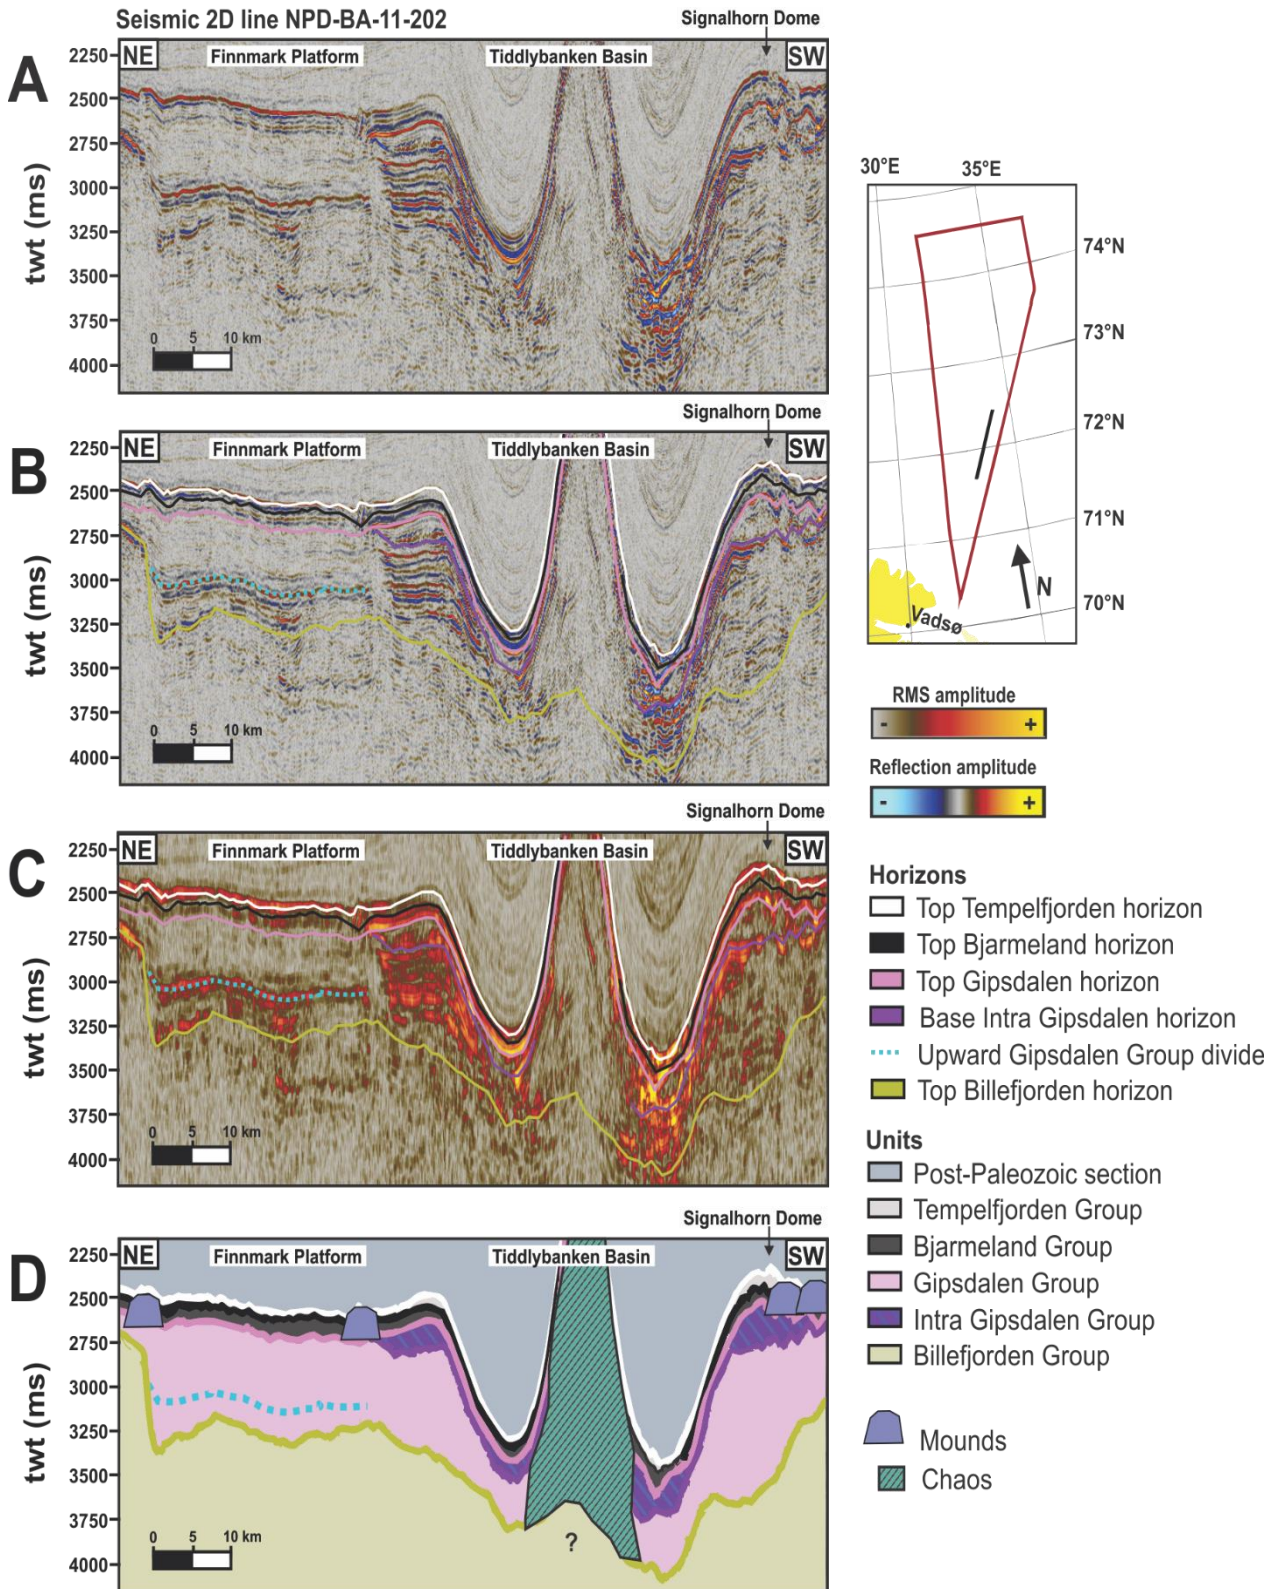 Seismic 2D line NPD-BA-11-202
Signalhorn Dome
A
NE
Finnmark Platform
Tiddlybanken Basin
SW
twt (ms)
2250
2500
2750
3000
3250
3500
3750
4000
0 5 10 km
Signalhorn Dome
B
NE
Finnmark Platform
Tiddlybanken Basin
SW
twt (ms)
2250
2500
2750
3000
3250
3500
3750
4000
0 5 10 km
Signalhorn Dome
C
NE
Finnmark Platform
Tiddlybanken Basin
SW
twt (ms)
2250
2500
2750
3000
3250
3500
3750
4000
0 5 10 km
Signalhorn Dome
D
NE
Finnmark Platform
Tiddlybanken Basin
SW
twt (ms)
2250
2500
2750
3000
3250
3500
3750
4000
0 5 10 km
?
30°E 35°E
74°N
73°N
72°N
71°N
70°N
N
Vadsø
RMS amplitude
- +
Reflection amplitude
- +
Horizons
Top Tempelfjorden horizon
Top Bjarmeland horizon
Top Gipsdalen horizon
Base Intra Gipsdalen horizon
Upward Gipsdalen Group divide
Top Billefjorden horizon
Units
Post-Paleozoic section
Tempelfjorden Group
Bjarmeland Group
Gipsdalen Group
Intra Gipsdalen Group
Billefjorden Group
Mounds
Chaos